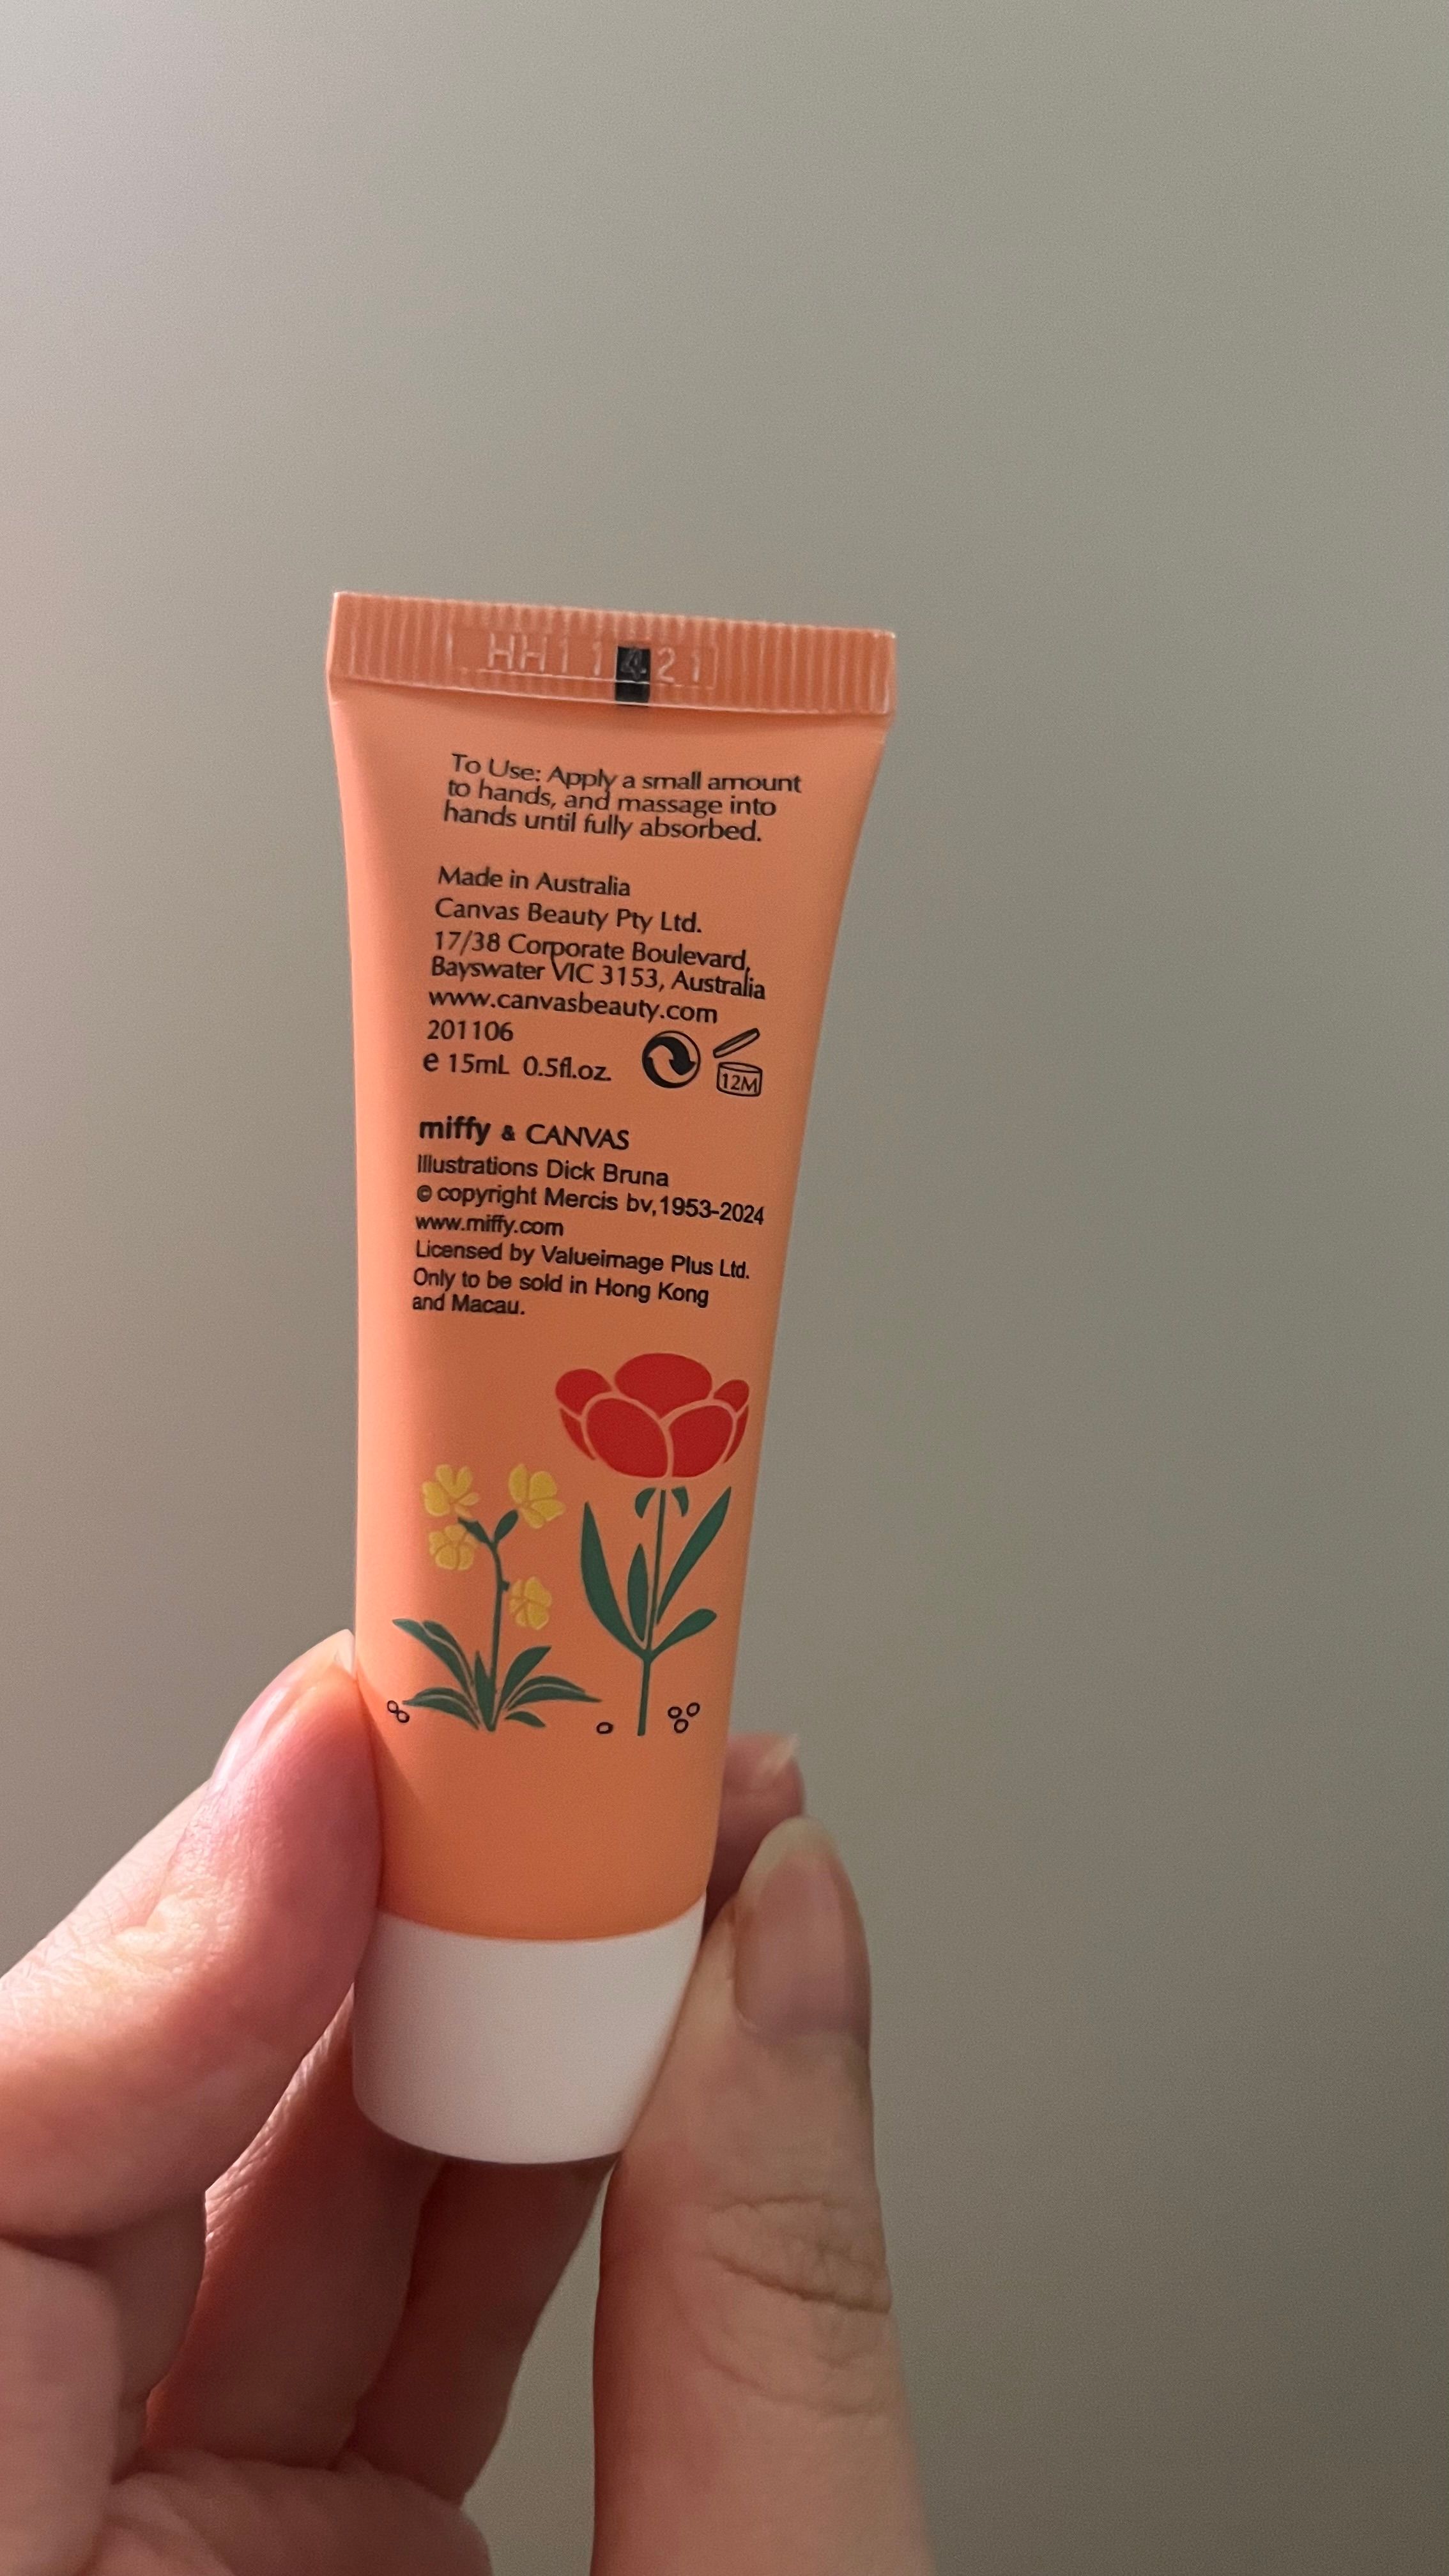 HH11421
To Use: Apply a small amount
to hands, and massage into
hands until fully absorbed.
Made in Australia
Canvas Beauty Pty Ltd.
17/38 Corporate Boulevard,
Bayswater VIC 3153, Australia
www.canvasbeauty.com
201106
e 15mL 0.5fl.oz.
12M
miffy & CANVAS
Illustrations Dick Bruna
© copyright Mercis bv,1953-2024
www.miffy.com
Licensed by Valueimage Plus Ltd.
Only to be sold in Hong Kong
and Macau.